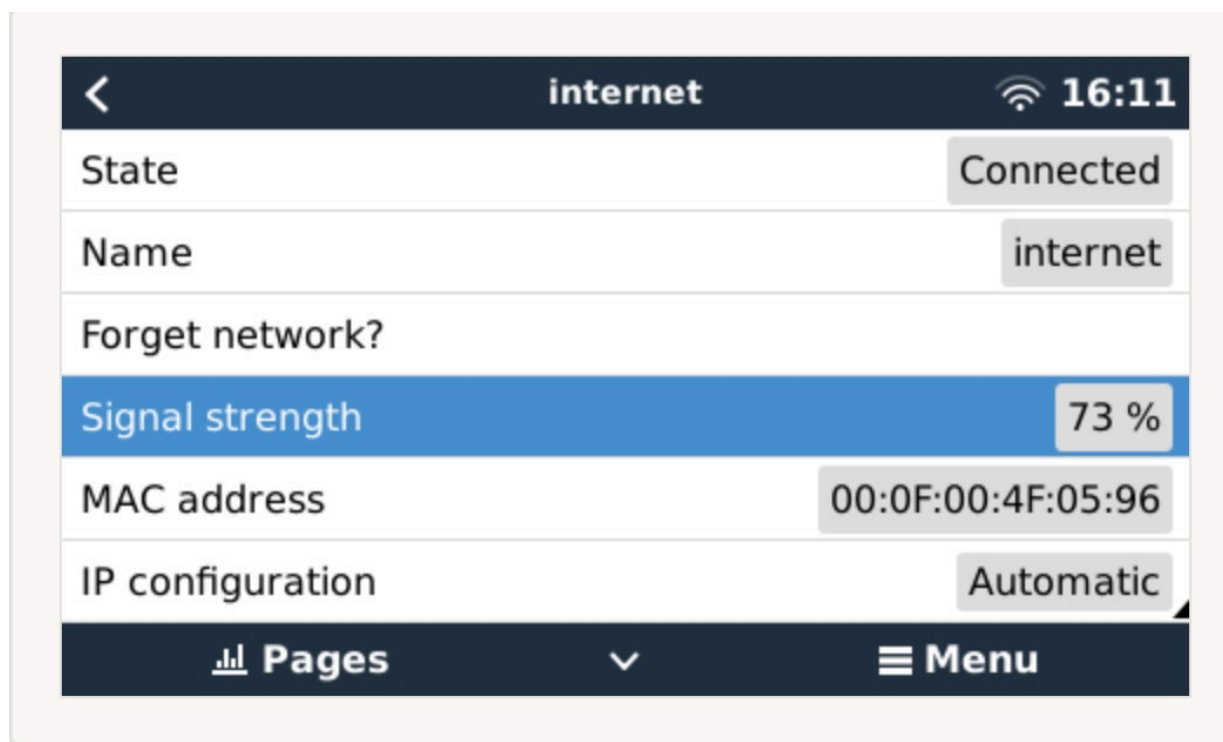 internet 16:11
State Connected
Name internet
Forget network?
Signal strength 73 %
MAC address 00:0F:00:4F:05:96
IP configuration Automatic
Pages Menu